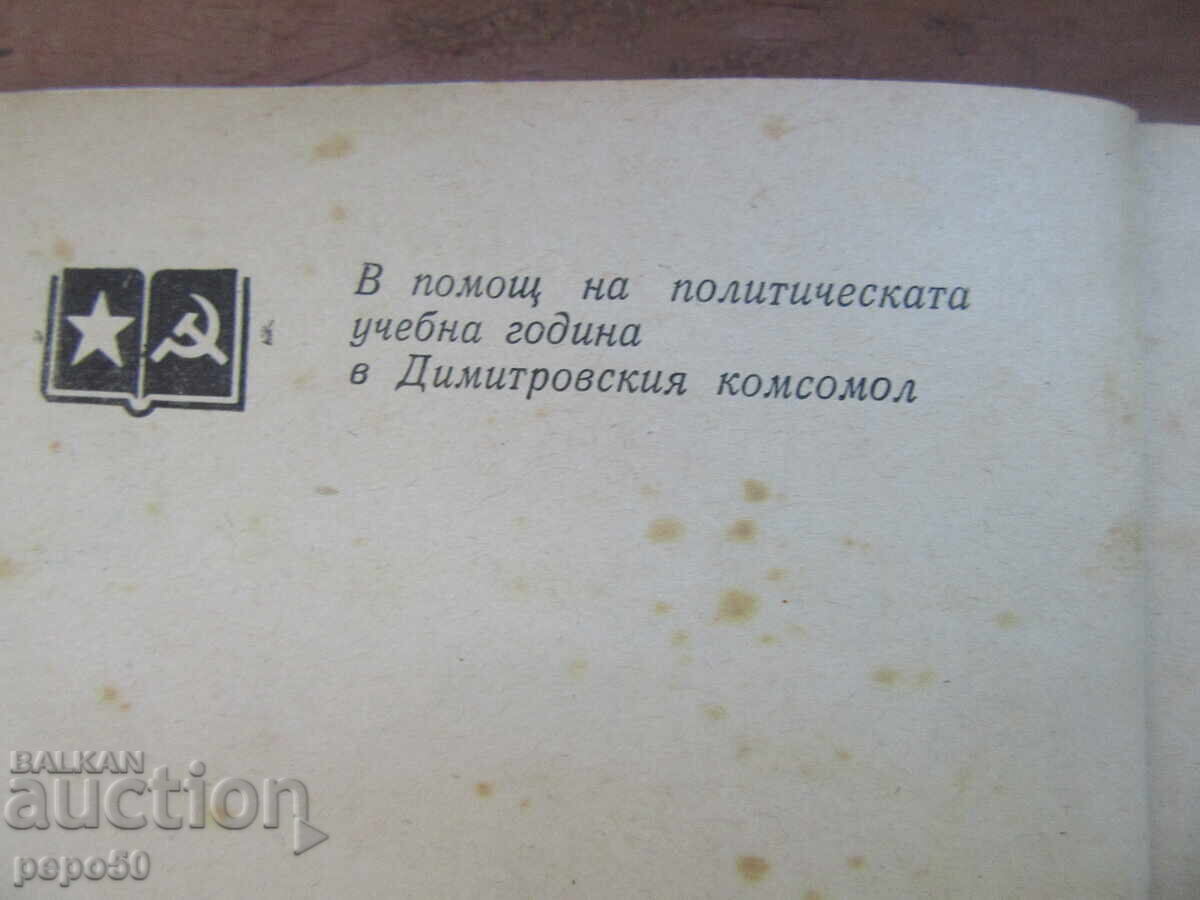 В помощ на политическата
учебна година
в Димитровския комсомол
BALKAN
auction
pepo50